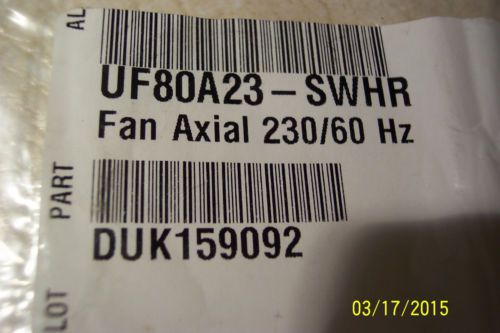 AL
UF80A23-SWHR
Fan Axial 230/60 Hz
PART
DUK159092
LOT
03/17/2015